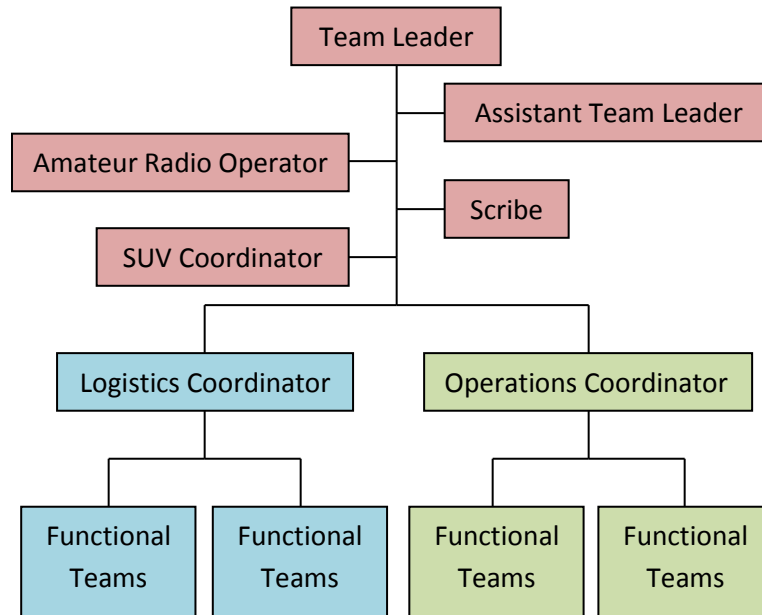 Team Leader
Assistant Team Leader
Amateur Radio Operator
Scribe
SUV Coordinator
Logistics Coordinator
Operations Coordinator
Functional
Teams
Functional
Teams
Functional
Teams
Functional
Teams